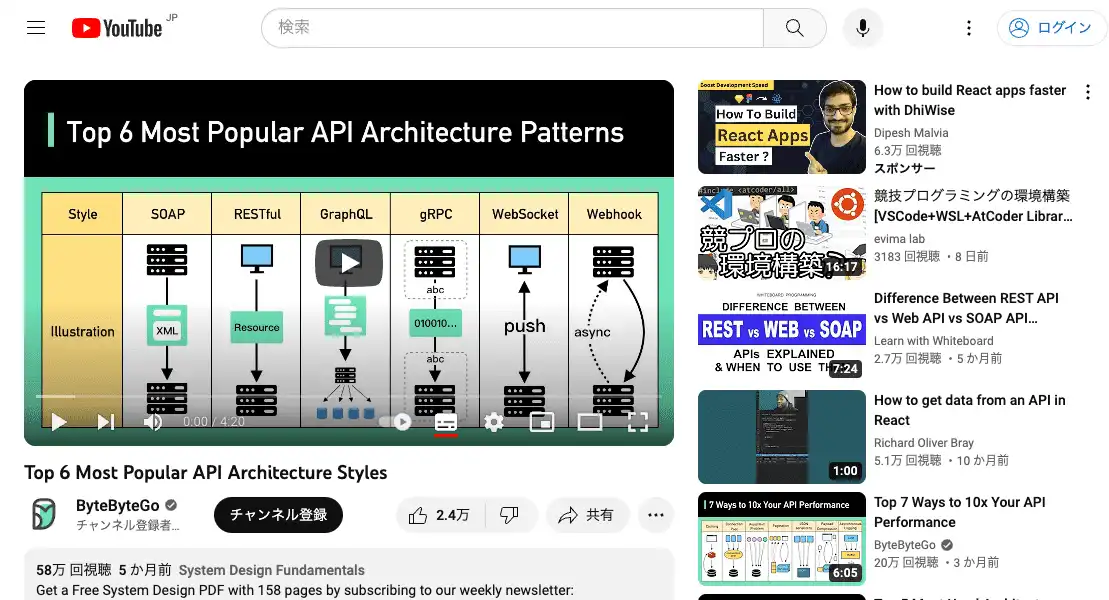 YouTube JP
検索
ログイン
Top 6 Most Popular API Architecture Patterns
Style SOAP RESTful GraphQL gRPC WebSocket Webhook
Illustration
XML
Resource
abc
010010...
abc
push
async
0:00 / 4:20
Top 6 Most Popular API Architecture Styles
ByteByteGo
チャンネル登録者...
チャンネル登録
2.4万
共有
58万 回視聴 5 か月前 System Design Fundamentals
Get a Free System Design PDF with 158 pages by subscribing to our weekly newsletter:
Boost Development Speed
How To Build
React Apps
Faster ?
How to build React apps faster
with DhiWise
Dipesh Malvia
6.3万 回視聴
スポンサー
#include <atcoder/all>
競プロの
環境構築?
16:17
競技プログラミングの環境構築
[VSCode+WSL+AtCoder Librar...
evima lab
3183 回視聴 ・8 日前
WHITEBOARD PROGRAMMING
DIFFERENCE BETWEEN
REST vs WEB vs SOAP
APIs EXPLAINED
& WHEN TO USE TH
7:24
Difference Between REST API
vs Web API vs SOAP API...
Learn with Whiteboard
2.7万 回視聴 ・5 か月前
1:00
How to get data from an API in
React
Richard Oliver Bray
5.1万 回視聴 ・10 か月前
7 Ways to 10x Your API Performance
6:05
Top 7 Ways to 10x Your API
Performance
ByteByteGo
20万 回視聴 ・3 か月前